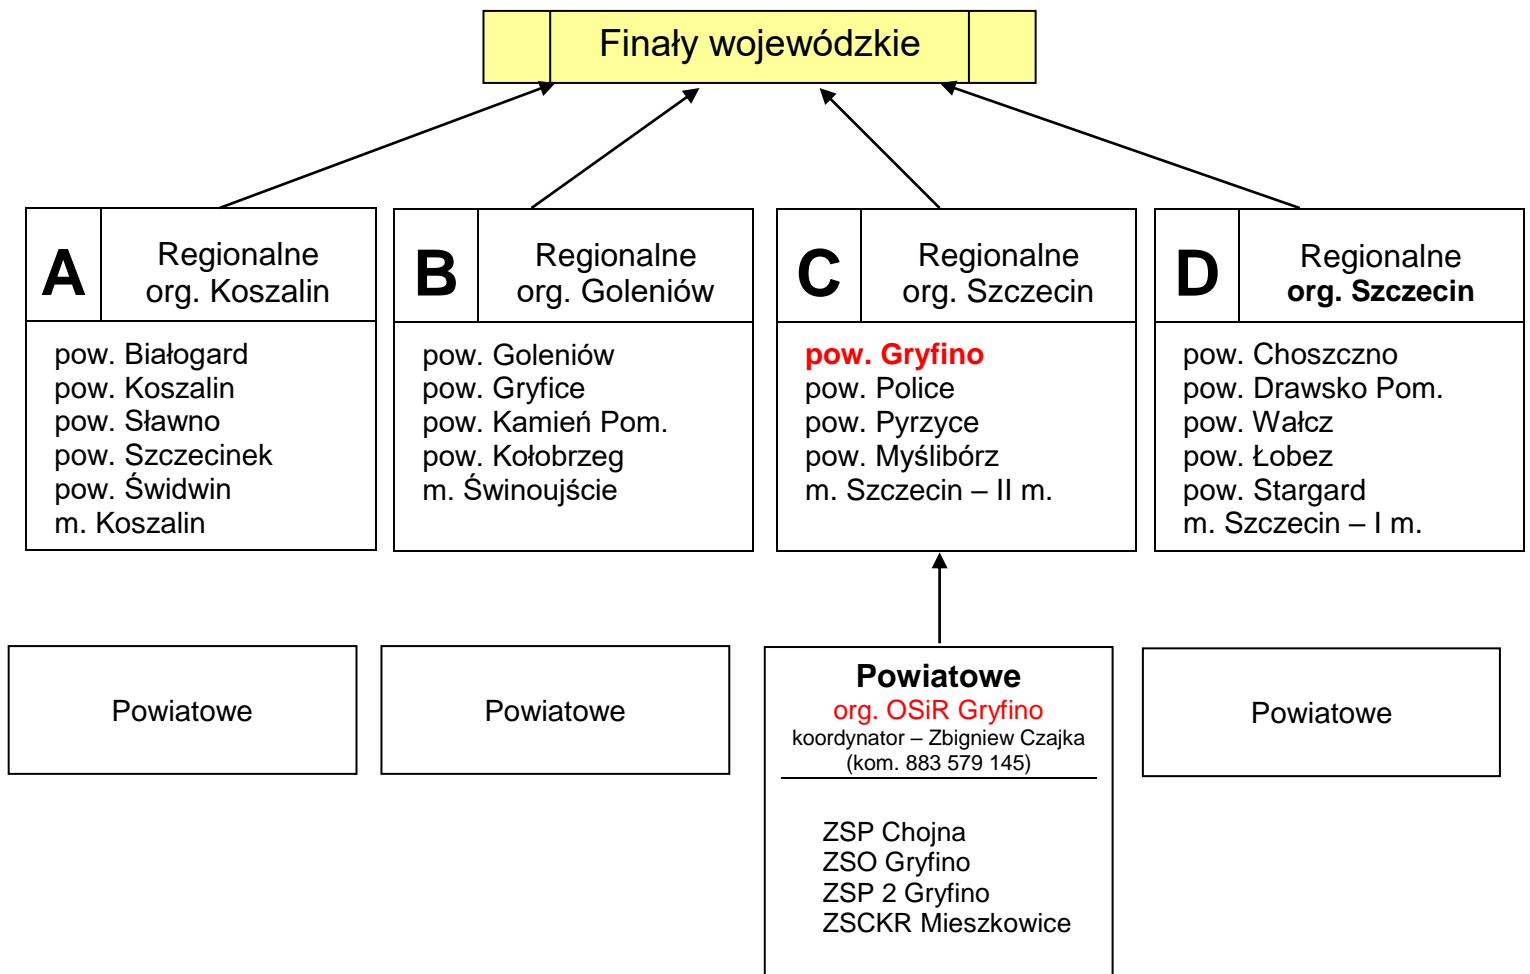 Finały wojewódzkie
A
Regionalne
org. Koszalin
pow. Białogard
pow. Koszalin
pow. Sławno
pow. Szczecinek
pow. Świdwin
m. Koszalin
B
Regionalne
org. Goleniów
pow. Goleniów
pow. Gryfice
pow. Kamień Pom.
pow. Kołobrzeg
m. Świnoujście
C
Regionalne
org. Szczecin
pow. Gryfino
pow. Police
pow. Pyrzyce
pow. Myślibórz
m. Szczecin – II m.
D
Regionalne
org. Szczecin
pow. Choszczno
pow. Drawsko Pom.
pow. Wałcz
pow. Łobez
pow. Stargard
m. Szczecin – I m.
Powiatowe
Powiatowe
Powiatowe
org. OSiR Gryfino
koordynator – Zbigniew Czajka
(kom. 883 579 145)
ZSP Chojna
ZSO Gryfino
ZSP 2 Gryfino
ZSCKR Mieszkowice
Powiatowe